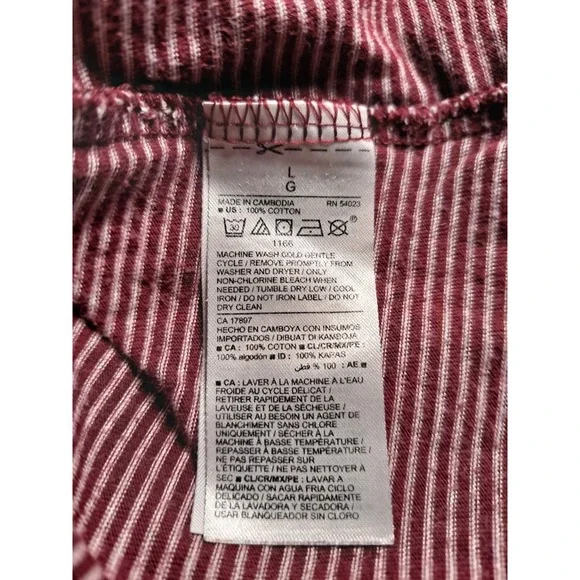 L
G
MADE IN CAMBODIA RN 54023
■ US : 100% COTTON
30 ®
1166
MACHINE WASH COLD GENTLE
CYCLE / REMOVE PROMPTLY FROM
WASHER AND DRYER / ONLY
NON-CHLORINE BLEACH WHEN
NEEDED / TUMBLE DRY LOW / COOL
IRON / DO NOT IRON LABEL / DO NOT
DRY CLEAN
CA 17897
HECHO EN CAMBOYA CON INSUMOS
IMPORTADOS / DIBUAT DI KAMBOJA
■ CA : 100% COTON ■ CL/CR/MX/PE :
100% algodón ■ ID : 100% KAPAS
■ AE : 100 % قطن
■ CA : LAVER À LA MACHINE À L'EAU
FROIDE AU CYCLE DÉLICAT /
RETIRER RAPIDEMENT DE LA
LAVEUSE ET DE LA SÉCHEUSE /
UTILISER AU BESOIN UN AGENT DE
BLANCHIMENT SANS CHLORE
UNIQUEMENT / SÉCHER À LA
MACHINE À BASSE TEMPÉRATURE /
REPASSER À BASSE TEMPÉRATURE /
NE PAS REPASSER SUR
L'ÉTIQUETTE / NE PAS NETTOYER À
SEC ■ CL/CR/MX/PE : LAVAR A
MAQUINA CON AGUA FRIA CICLO
DELICADO / SACAR RAPIDAMENTE
DE LA LAVADORA Y SECADORA /
USAR BLANQUEADOR SIN CLORO